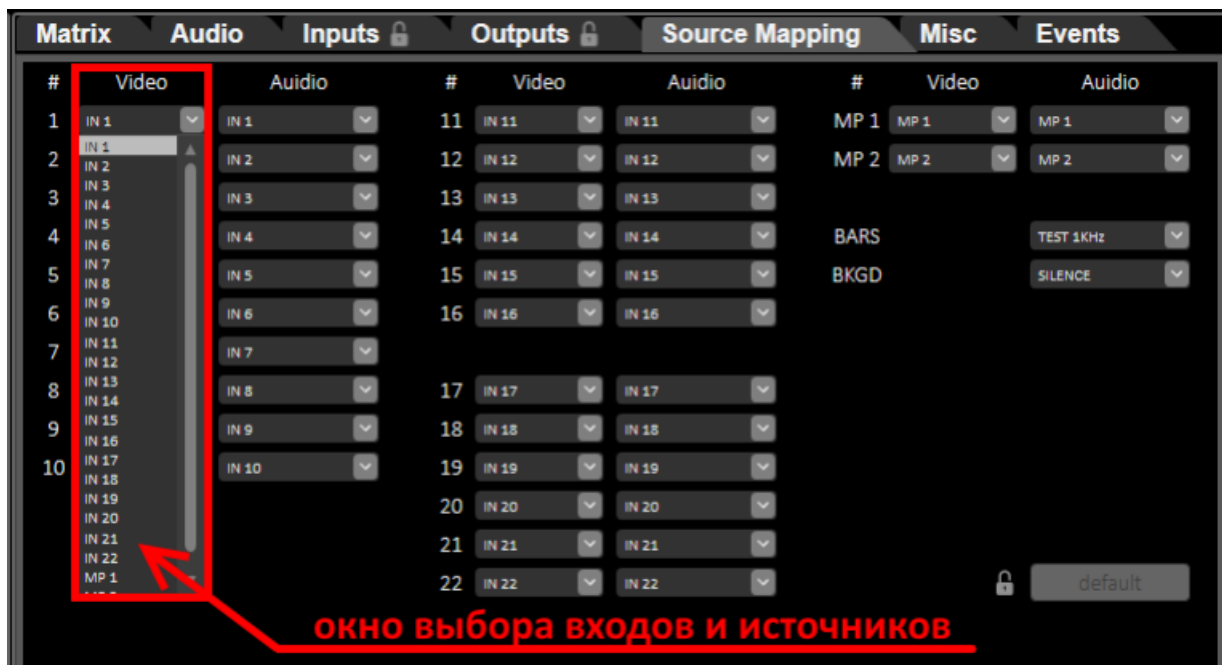 Matrix Audio Inputs Outputs Source Mapping Misc Events
# Video Auidio # Video Auidio # Video Auidio
1 IN 1 IN 1 11 IN 11 IN 11 MP 1 MP 1 MP 1
IN 1
2 IN 2 IN 2 12 IN 12 IN 12 MP 2 MP 2 MP 2
IN 3
3 IN 4 IN 3 13 IN 13 IN 13
IN 5
4 IN 6 IN 4 14 IN 14 IN 14 BARS TEST 1KHz
IN 7
5 IN 8 IN 5 15 IN 15 IN 15 BKGD SILENCE
IN 9
6 IN 10 IN 6 16 IN 16 IN 16
IN 11
7 IN 12 IN 7
IN 13
8 IN 14 IN 8 17 IN 17 IN 17
IN 15
9 IN 16 IN 9 18 IN 18 IN 18
IN 17
10 IN 18 IN 10 19 IN 19 IN 19
IN 19
IN 20 20 IN 20 IN 20
IN 21 21 IN 21 IN 21
IN 22
MP 1 22 IN 22 IN 22 default
окно выбора входов и источников